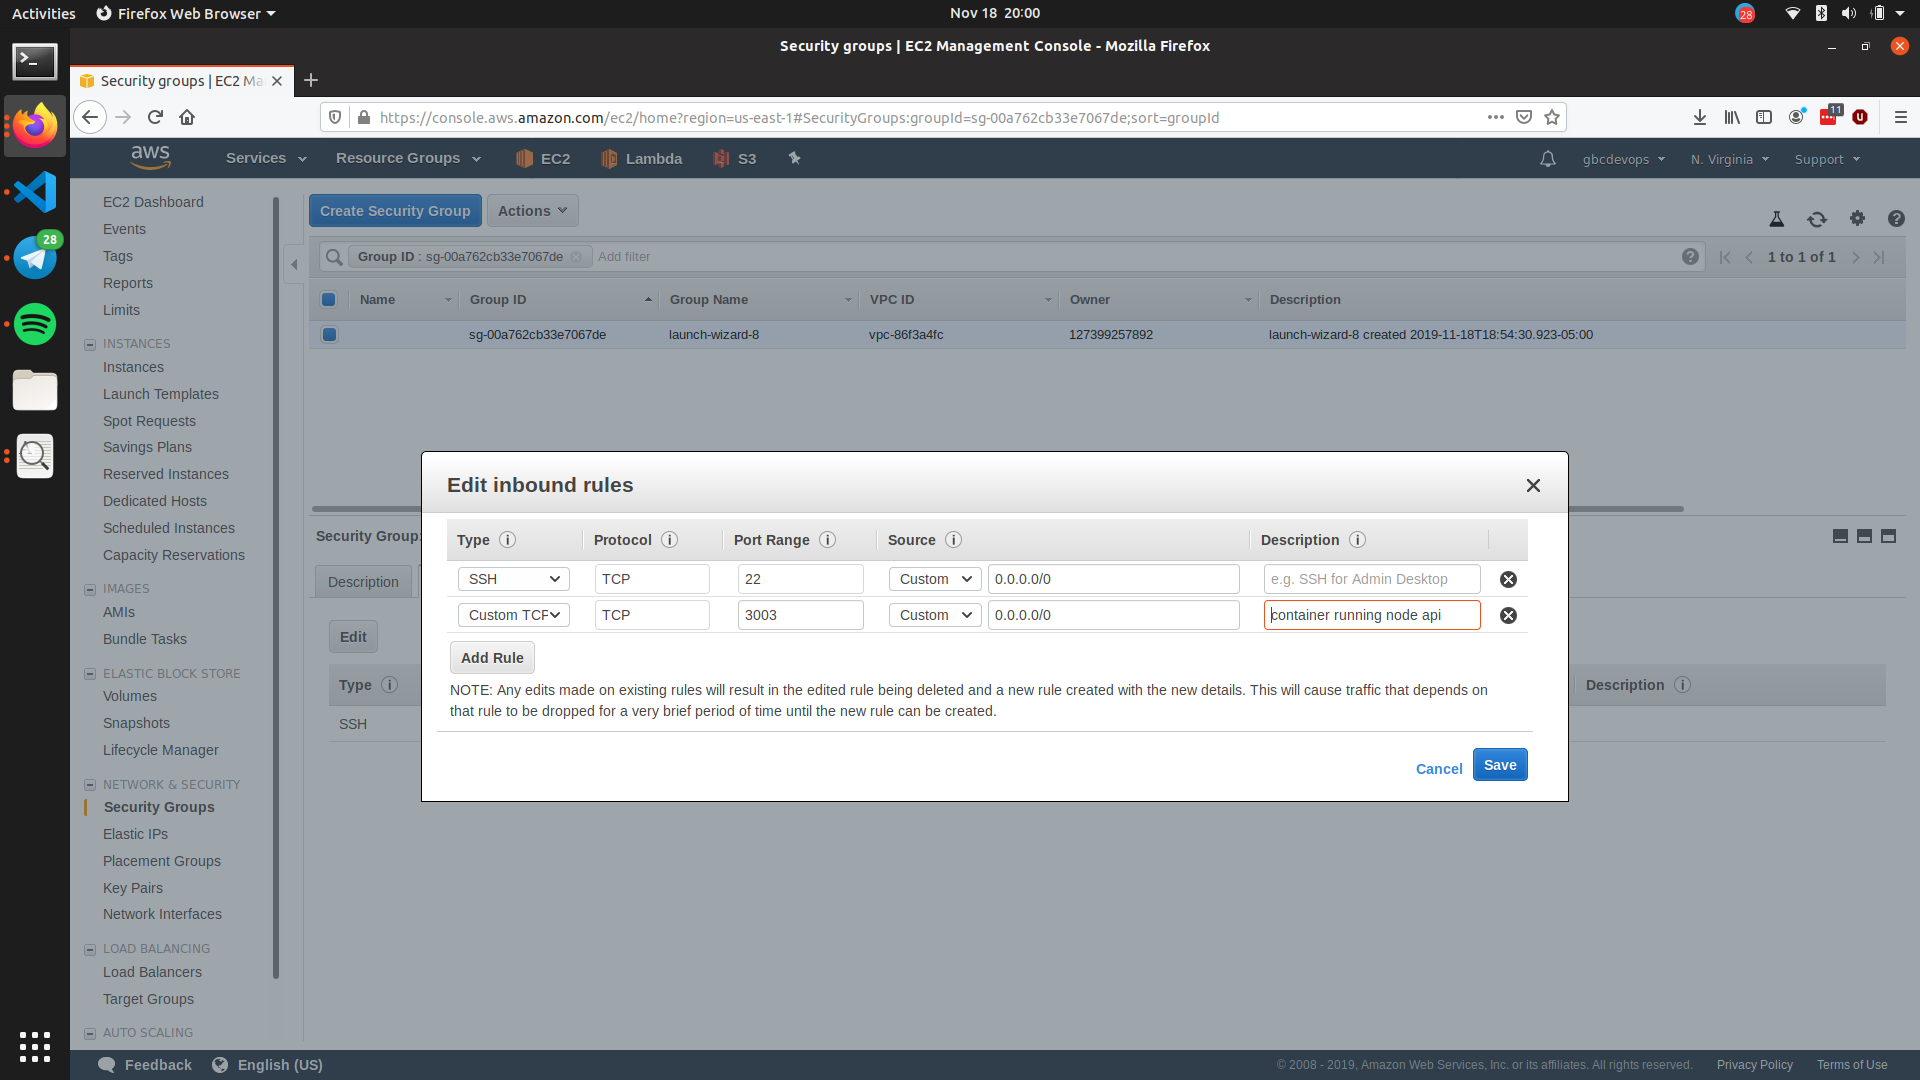 Activities
Firefox Web Browser
Nov 18 20:00
28
Security groups | EC2 Management Console - Mozilla Firefox
Security groups | EC2 Ma
https://console.aws.amazon.com/ec2/home?region=us-east-1#SecurityGroups:groupId=sg-00a762cb33e7067de;sort=groupId
11
28
aws
Services
Resource Groups
EC2
Lambda
S3
gbcdevops
N. Virginia
Support
EC2 Dashboard
Events
Tags
Reports
Limits
INSTANCES
Instances
Launch Templates
Spot Requests
Savings Plans
Reserved Instances
Dedicated Hosts
Scheduled Instances
Capacity Reservations
IMAGES
AMIs
Bundle Tasks
ELASTIC BLOCK STORE
Volumes
Snapshots
Lifecycle Manager
NETWORK & SECURITY
Security Groups
Elastic IPs
Placement Groups
Key Pairs
Network Interfaces
LOAD BALANCING
Load Balancers
Target Groups
AUTO SCALING
Create Security Group
Actions
Group ID : sg-00a762cb33e7067de
Add filter
1 to 1 of 1
Name Group ID Group Name VPC ID Owner Description
sg-00a762cb33e7067de launch-wizard-8 vpc-86f3a4fc 127399257892 launch-wizard-8 created 2019-11-18T18:54:30.923-05:00
Security Group:
Description
Edit
Type
SSH
Description
Edit inbound rules
Type Protocol Port Range Source Description
SSH TCP 22 Custom 0.0.0.0/0 e.g. SSH for Admin Desktop
Custom TCP TCP 3003 Custom 0.0.0.0/0 container running node api
Add Rule
NOTE: Any edits made on existing rules will result in the edited rule being deleted and a new rule created with the new details. This will cause traffic that depends on
that rule to be dropped for a very brief period of time until the new rule can be created.
Cancel
Save
Feedback
English (US)
© 2008 - 2019, Amazon Web Services, Inc. or its affiliates. All rights reserved.
Privacy Policy
Terms of Use